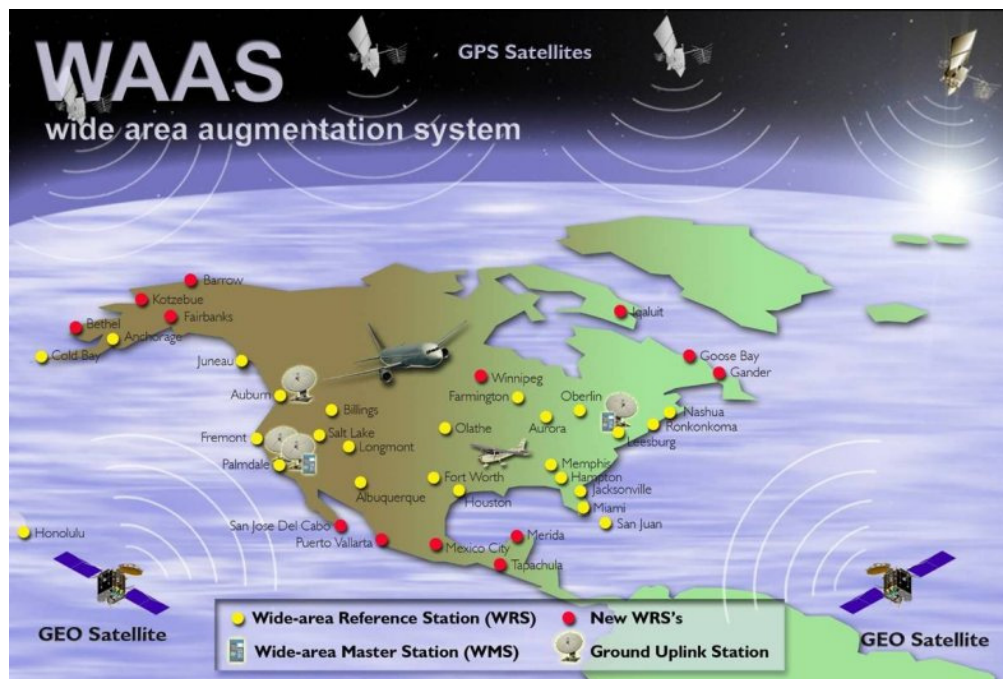 WAAS
wide area augmentation system
GPS Satellites
Barrow
Kotzebue
Fairbanks
Bethel
Anchorage
Cold Bay
Juneau
Auburn
Billings
Fremont
Salt Lake
Longmont
Palmdale
Albuquerque
Honolulu
San Jose Del Cabo
Puerto Vallarta
Mexico City
Merida
Tapachula
Iqaluit
Goose Bay
Gander
Winnipeg
Farmington
Oberlin
Nashua
Ronkonkoma
Olathe
Aurora
Leesburg
Memphis
Fort Worth
Hampton
Houston
Jacksonville
Miami
San Juan
GEO Satellite
GEO Satellite
Wide-area Reference Station (WRS)
New WRS's
Wide-area Master Station (WMS)
Ground Uplink Station